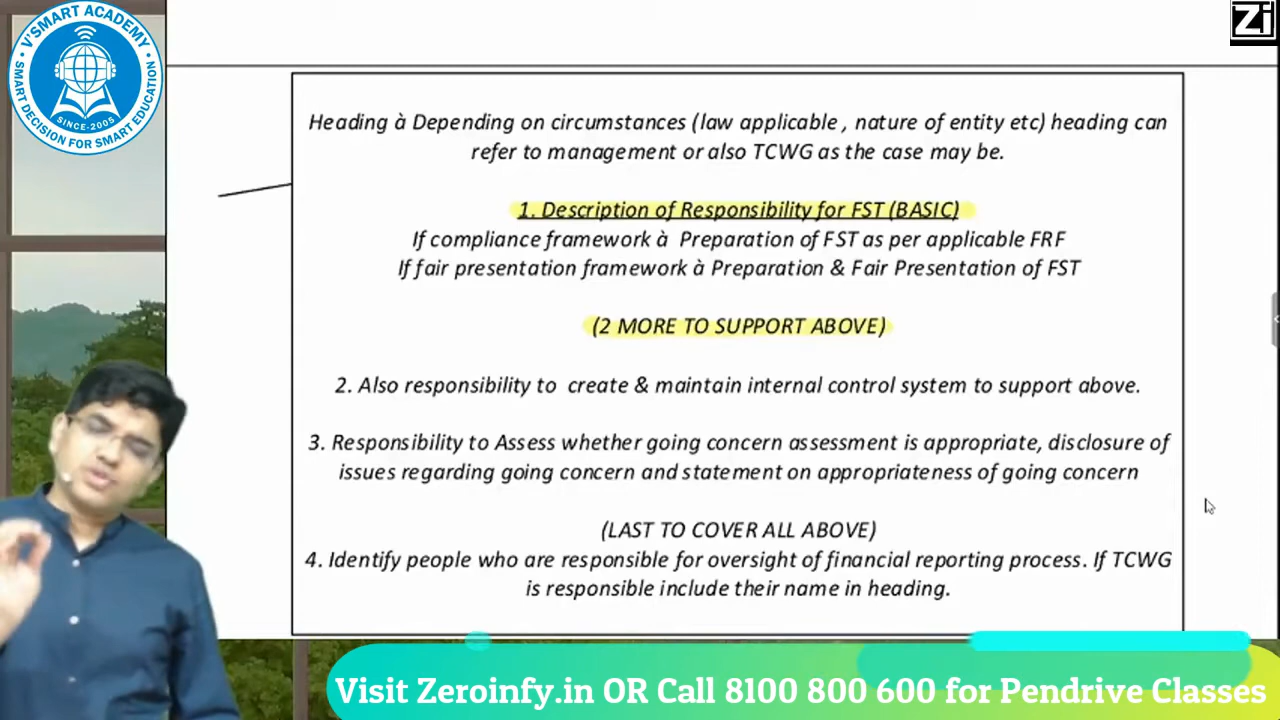 V'SMART ACADEMY
SMART DECISION FOR SMART EDUCATION
SINCE-2005
Zi
Heading à Depending on circumstances (law applicable , nature of entity etc) heading can
refer to management or also TCWG as the case may be.
1. Description of Responsibility for FST (BASIC)
If compliance framework à Preparation of FST as per applicable FRF
If fair presentation framework à Preparation & Fair Presentation of FST
(2 MORE TO SUPPORT ABOVE)
2. Also responsibility to create & maintain internal control system to support above.
3. Responsibility to Assess whether going concern assessment is appropriate, disclosure of
issues regarding going concern and statement on appropriateness of going concern
(LAST TO COVER ALL ABOVE)
4. Identify people who are responsible for oversight of financial reporting process. If TCWG
is responsible include their name in heading.
Visit Zeroinfy.in OR Call 8100 800 600 for Pendrive Classes